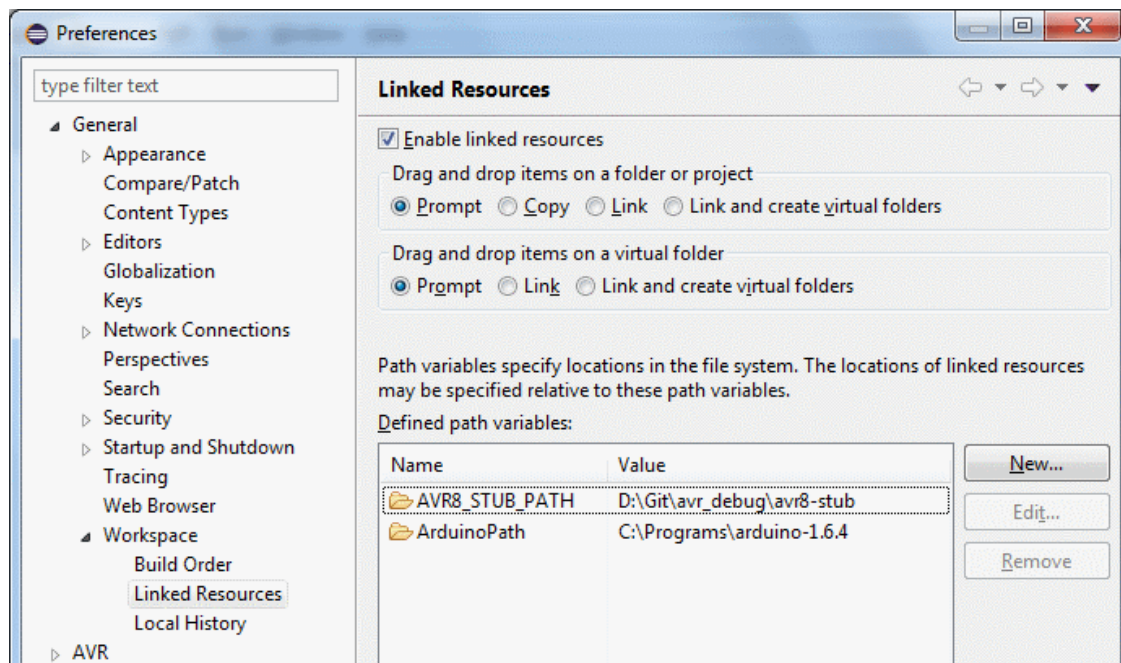 Preferences
type filter text
General
Appearance
Compare/Patch
Content Types
Editors
Globalization
Keys
Network Connections
Perspectives
Search
Security
Startup and Shutdown
Tracing
Web Browser
Workspace
Build Order
Linked Resources
Local History
AVR
Linked Resources
Enable linked resources
Drag and drop items on a folder or project
Prompt Copy Link Link and create virtual folders
Drag and drop items on a virtual folder
Prompt Link Link and create virtual folders
Path variables specify locations in the file system. The locations of linked resources
may be specified relative to these path variables.
Defined path variables:
Name Value
AVR8_STUB_PATH D:\Git\avr_debug\avr8-stub
ArduinoPath C:\Programs\arduino-1.6.4
New...
Edit...
Remove